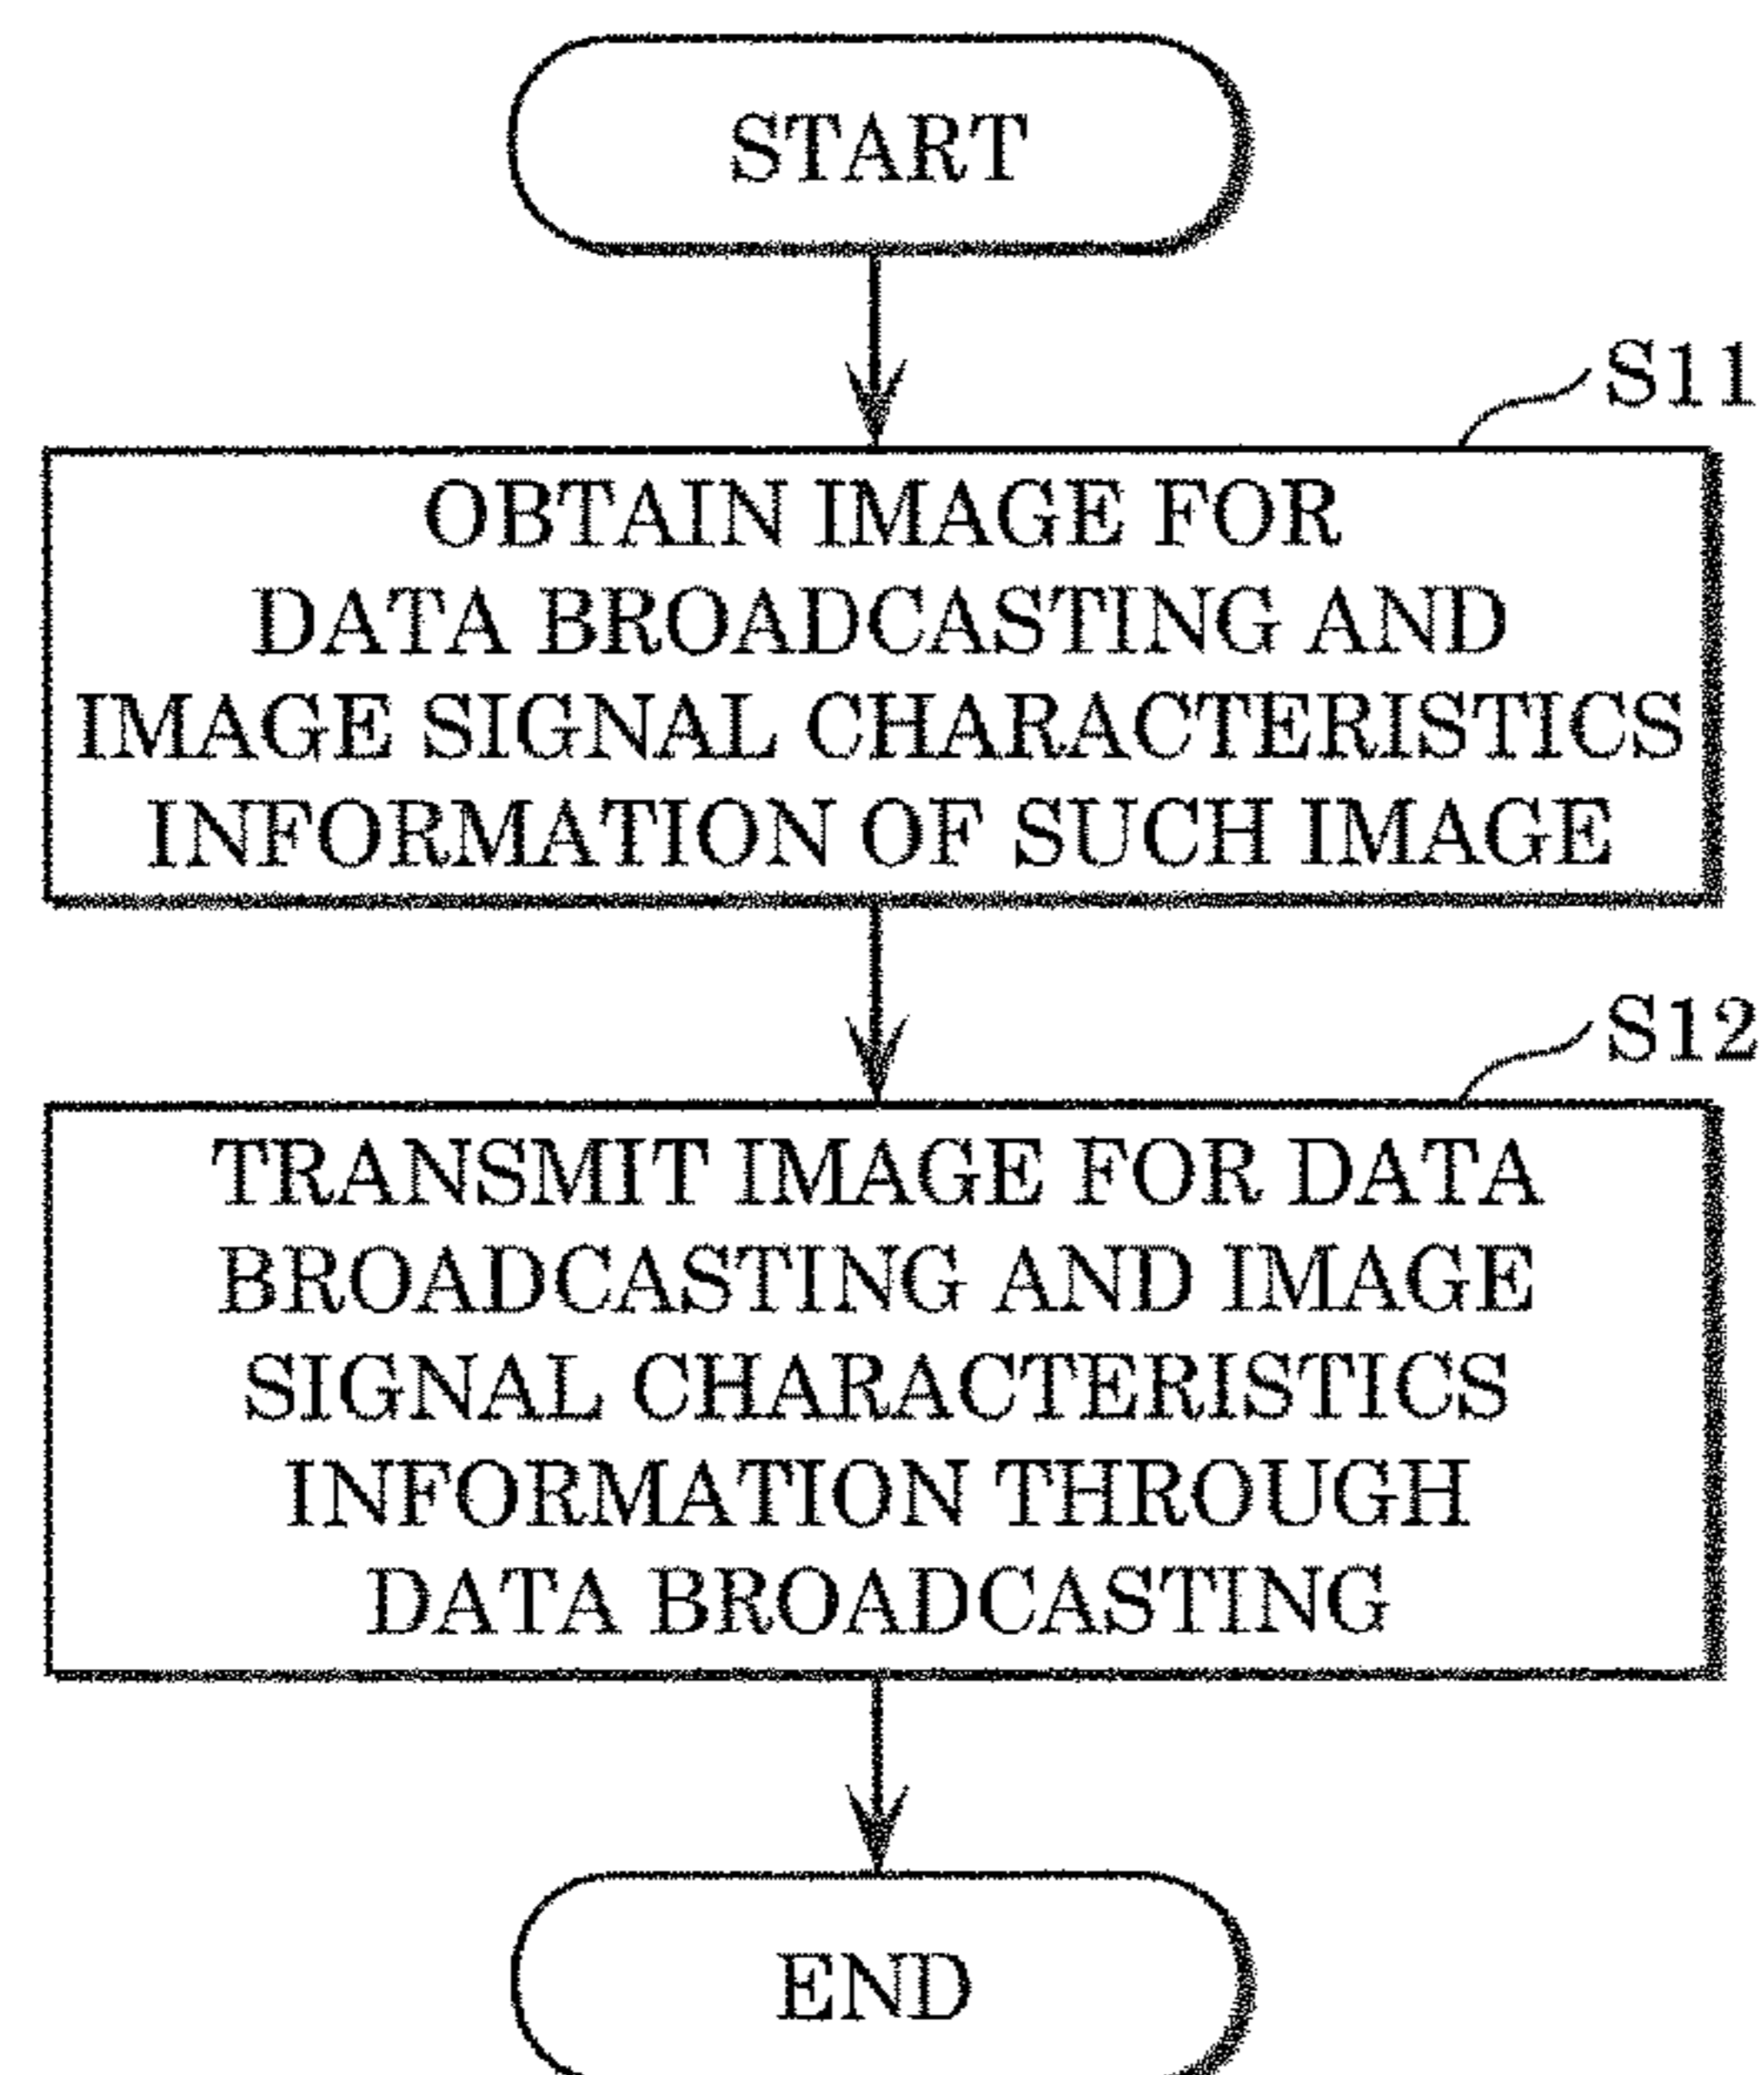 START
S11
OBTAIN IMAGE FOR
DATA BROADCASTING AND
IMAGE SIGNAL CHARACTERISTICS
INFORMATION OF SUCH IMAGE
S12
TRANSMIT IMAGE FOR DATA
BROADCASTING AND IMAGE
SIGNAL CHARACTERISTICS
INFORMATION THROUGH
DATA BROADCASTING
END